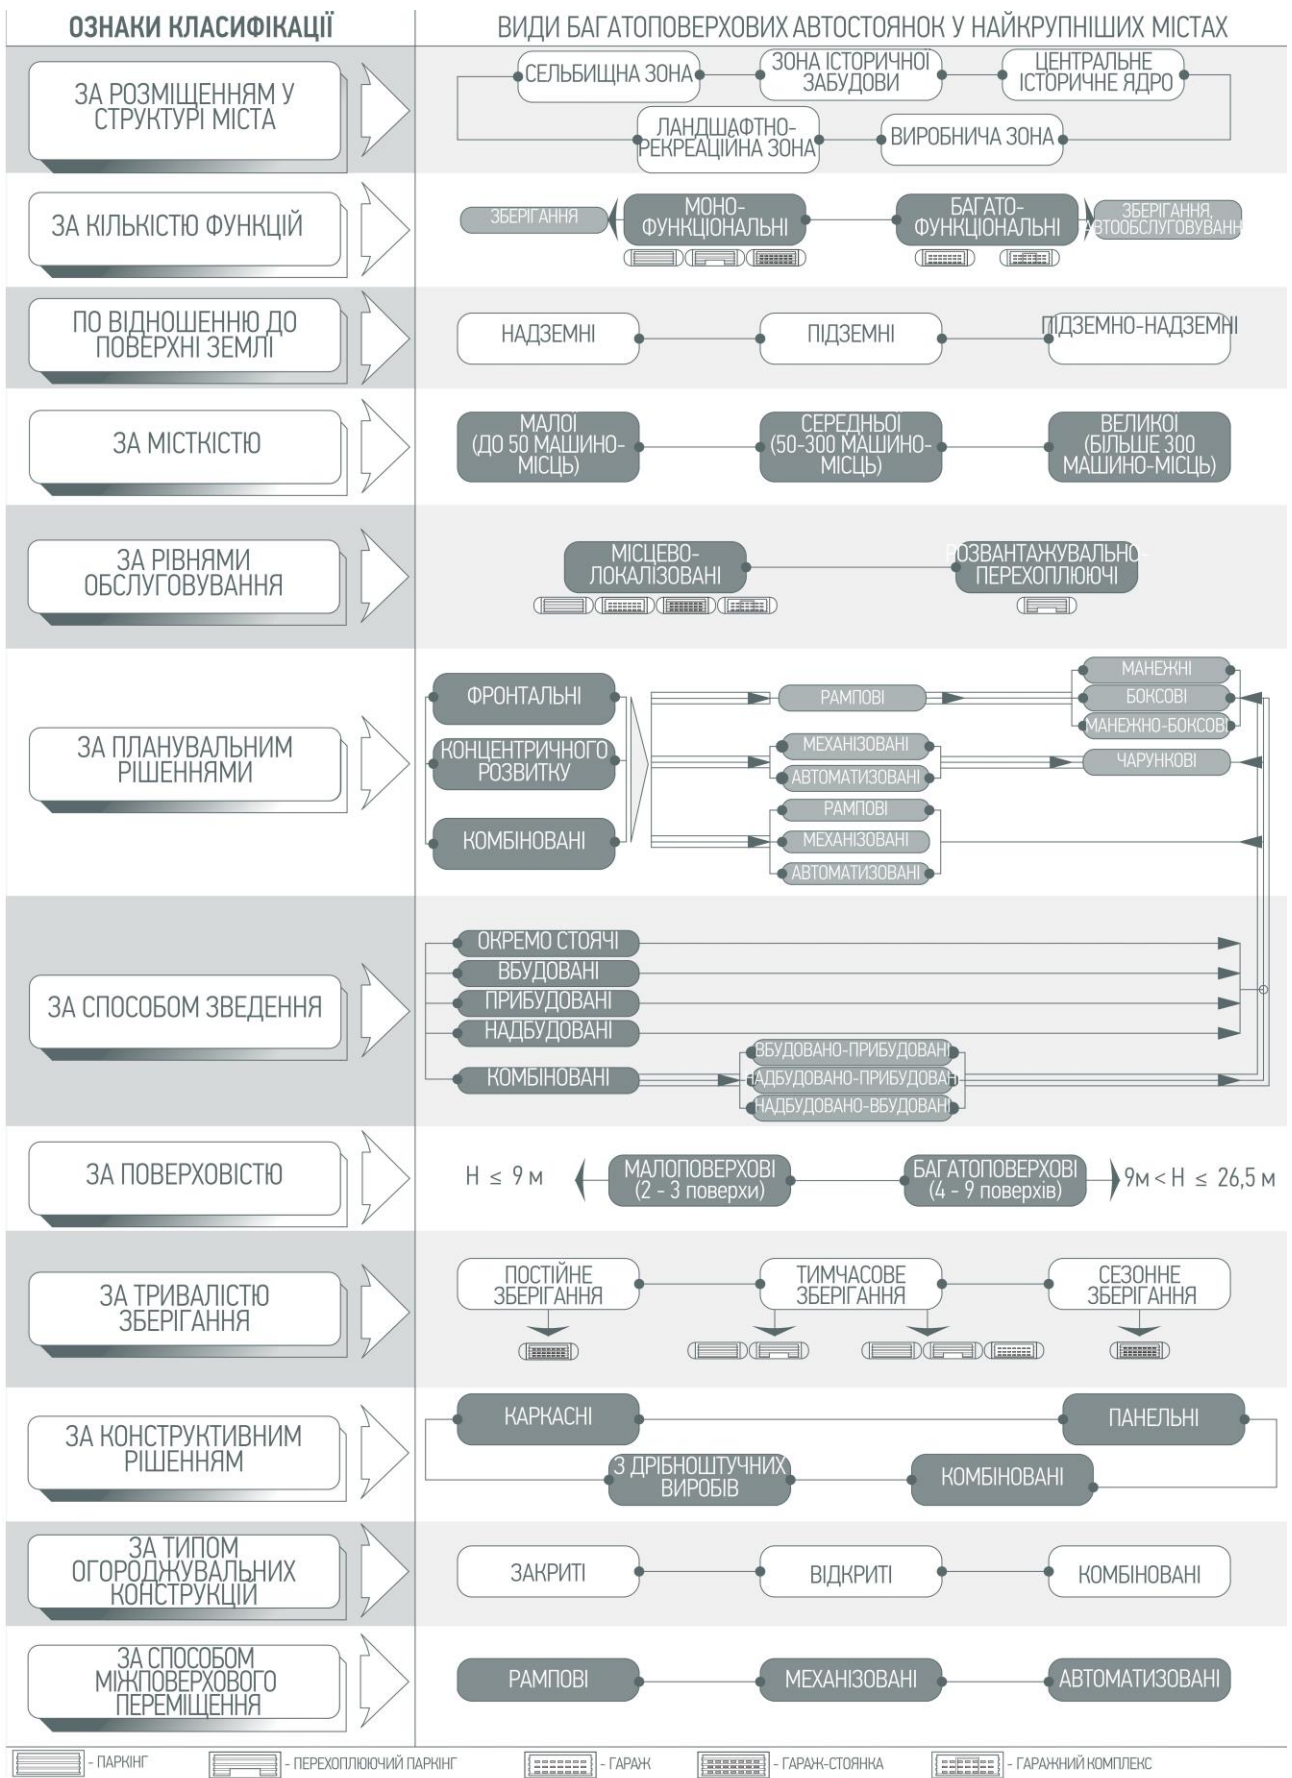 ОЗНАКИ КЛАСИФІКАЦІЇ
ВИДИ БАГАТОПОВЕРХОВИХ АВТОСТОЯНОК У НАЙКРУПНІШИХ МІСТАХ
ЗА РОЗМІЩЕННЯМ У
СТРУКТУРІ МІСТА
СЕЛЬБИЩНА ЗОНА
ЗОНА ІСТОРИЧНОЇ
ЗАБУДОВИ
ЦЕНТРАЛЬНЕ
ІСТОРИЧНЕ ЯДРО
ЛАНДШАФТНО-
РЕКРЕАЦІЙНА ЗОНА
ВИРОБНИЧА ЗОНА
ЗА КІЛЬКІСТЮ ФУНКЦІЙ
ЗБЕРІГАННЯ
МОНО-
ФУНКЦІОНАЛЬНІ
БАГАТО-
ФУНКЦІОНАЛЬНІ
ЗБЕРІГАННЯ,
АВТООБСЛУГОВУВАННЯ
ПО ВІДНОШЕННЮ ДО
ПОВЕРХНІ ЗЕМЛІ
НАДЗЕМНІ
ПІДЗЕМНІ
ПІДЗЕМНО-НАДЗЕМНІ
ЗА МІСТКІСТЮ
МАЛОЇ
(ДО 50 МАШИНО-
МІСЦЬ)
СЕРЕДНЬОЇ
(50-300 МАШИНО-
МІСЦЬ)
ВЕЛИКОЇ
(БІЛЬШЕ 300
МАШИНО-МІСЦЬ)
ЗА РІВНЯМИ
ОБСЛУГОВУВАННЯ
МІСЦЕВО-
ЛОКАЛІЗОВАНІ
РОЗВАНТАЖУВАЛЬНО-
ПЕРЕХОПЛЮЮЧІ
ЗА ПЛАНУВАЛЬНИМ
РІШЕННЯМИ
ФРОНТАЛЬНІ
КОНЦЕНТРИЧНОГО
РОЗВИТКУ
КОМБІНОВАНІ
РАМПОВІ
МЕХАНІЗОВАНІ
АВТОМАТИЗОВАНІ
РАМПОВІ
МЕХАНІЗОВАНІ
АВТОМАТИЗОВАНІ
МАНЕЖНІ
БОКСОВІ
МАНЕЖНО-БОКСОВІ
ЧАРУНКОВІ
ЗА СПОСОБОМ ЗВЕДЕННЯ
ОКРЕМО СТОЯЧІ
ВБУДОВАНІ
ПРИБУДОВАНІ
НАДБУДОВАНІ
КОМБІНОВАНІ
ВБУДОВАНО-ПРИБУДОВАНІ
НАДБУДОВАНО-ПРИБУДОВАНІ
НАДБУДОВАНО-ВБУДОВАНІ
ЗА ПОВЕРХОВІСТЮ
Н ≤ 9 м
МАЛОПОВЕРХОВІ
(2 - 3 поверхи)
БАГАТОПОВЕРХОВІ
(4 - 9 поверхів)
9м < Н ≤ 26,5 м
ЗА ТРИВАЛІСТЮ
ЗБЕРІГАННЯ
ПОСТІЙНЕ
ЗБЕРІГАННЯ
ТИМЧАСОВЕ
ЗБЕРІГАННЯ
СЕЗОННЕ
ЗБЕРІГАННЯ
ЗА КОНСТРУКТИВНИМ
РІШЕННЯМ
КАРКАСНІ
ПАНЕЛЬНІ
З ДРІБНОШТУЧНИХ
ВИРОБІВ
КОМБІНОВАНІ
ЗА ТИПОМ
ОГОРОДЖУВАЛЬНИХ
КОНСТРУКЦІЙ
ЗАКРИТІ
ВІДКРИТІ
КОМБІНОВАНІ
ЗА СПОСОБОМ
МІЖПОВЕРХОВОГО
ПЕРЕМІЩЕННЯ
РАМПОВІ
МЕХАНІЗОВАНІ
АВТОМАТИЗОВАНІ
- ПАРКІНГ
- ПЕРЕХОПЛЮЮЧИЙ ПАРКІНГ
- ГАРАЖ
- ГАРАЖ-СТОЯНКА
- ГАРАЖНИЙ КОМПЛЕКС